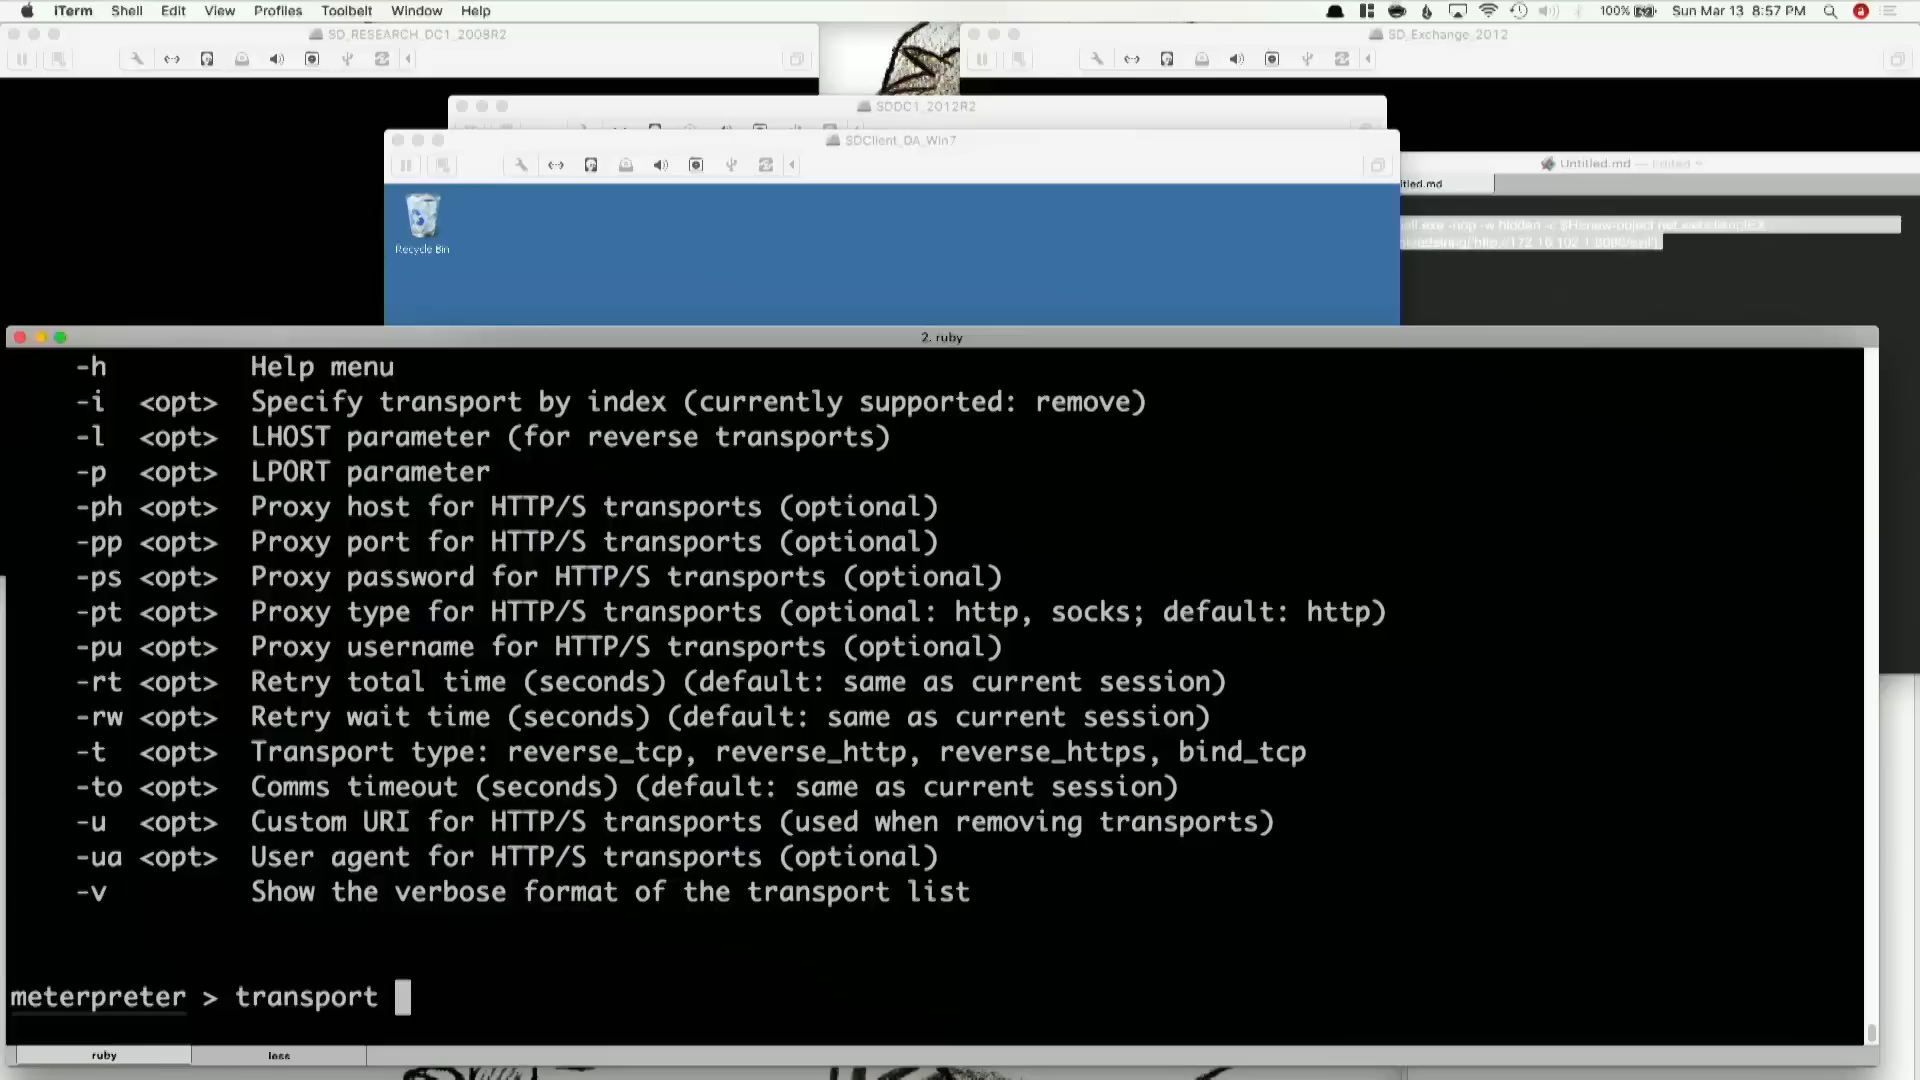 iTerm Shell Edit View Profiles Toolbelt Window Help
100% Sun Mar 13 8:57 PM
SD_RESEARCH_DC1_2008R2
SD_Exchange_2012
SDDC1_2012R2
SDClient_DA_Win7
Untitled.md — Edited
itled.md
Recycle Bin
2. ruby
-h Help menu
-i <opt> Specify transport by index (currently supported: remove)
-l <opt> LHOST parameter (for reverse transports)
-p <opt> LPORT parameter
-ph <opt> Proxy host for HTTP/S transports (optional)
-pp <opt> Proxy port for HTTP/S transports (optional)
-ps <opt> Proxy password for HTTP/S transports (optional)
-pt <opt> Proxy type for HTTP/S transports (optional: http, socks; default: http)
-pu <opt> Proxy username for HTTP/S transports (optional)
-rt <opt> Retry total time (seconds) (default: same as current session)
-rw <opt> Retry wait time (seconds) (default: same as current session)
-t <opt> Transport type: reverse_tcp, reverse_http, reverse_https, bind_tcp
-to <opt> Comms timeout (seconds) (default: same as current session)
-u <opt> Custom URI for HTTP/S transports (used when removing transports)
-ua <opt> User agent for HTTP/S transports (optional)
-v Show the verbose format of the transport list
meterpreter > transport
ruby less